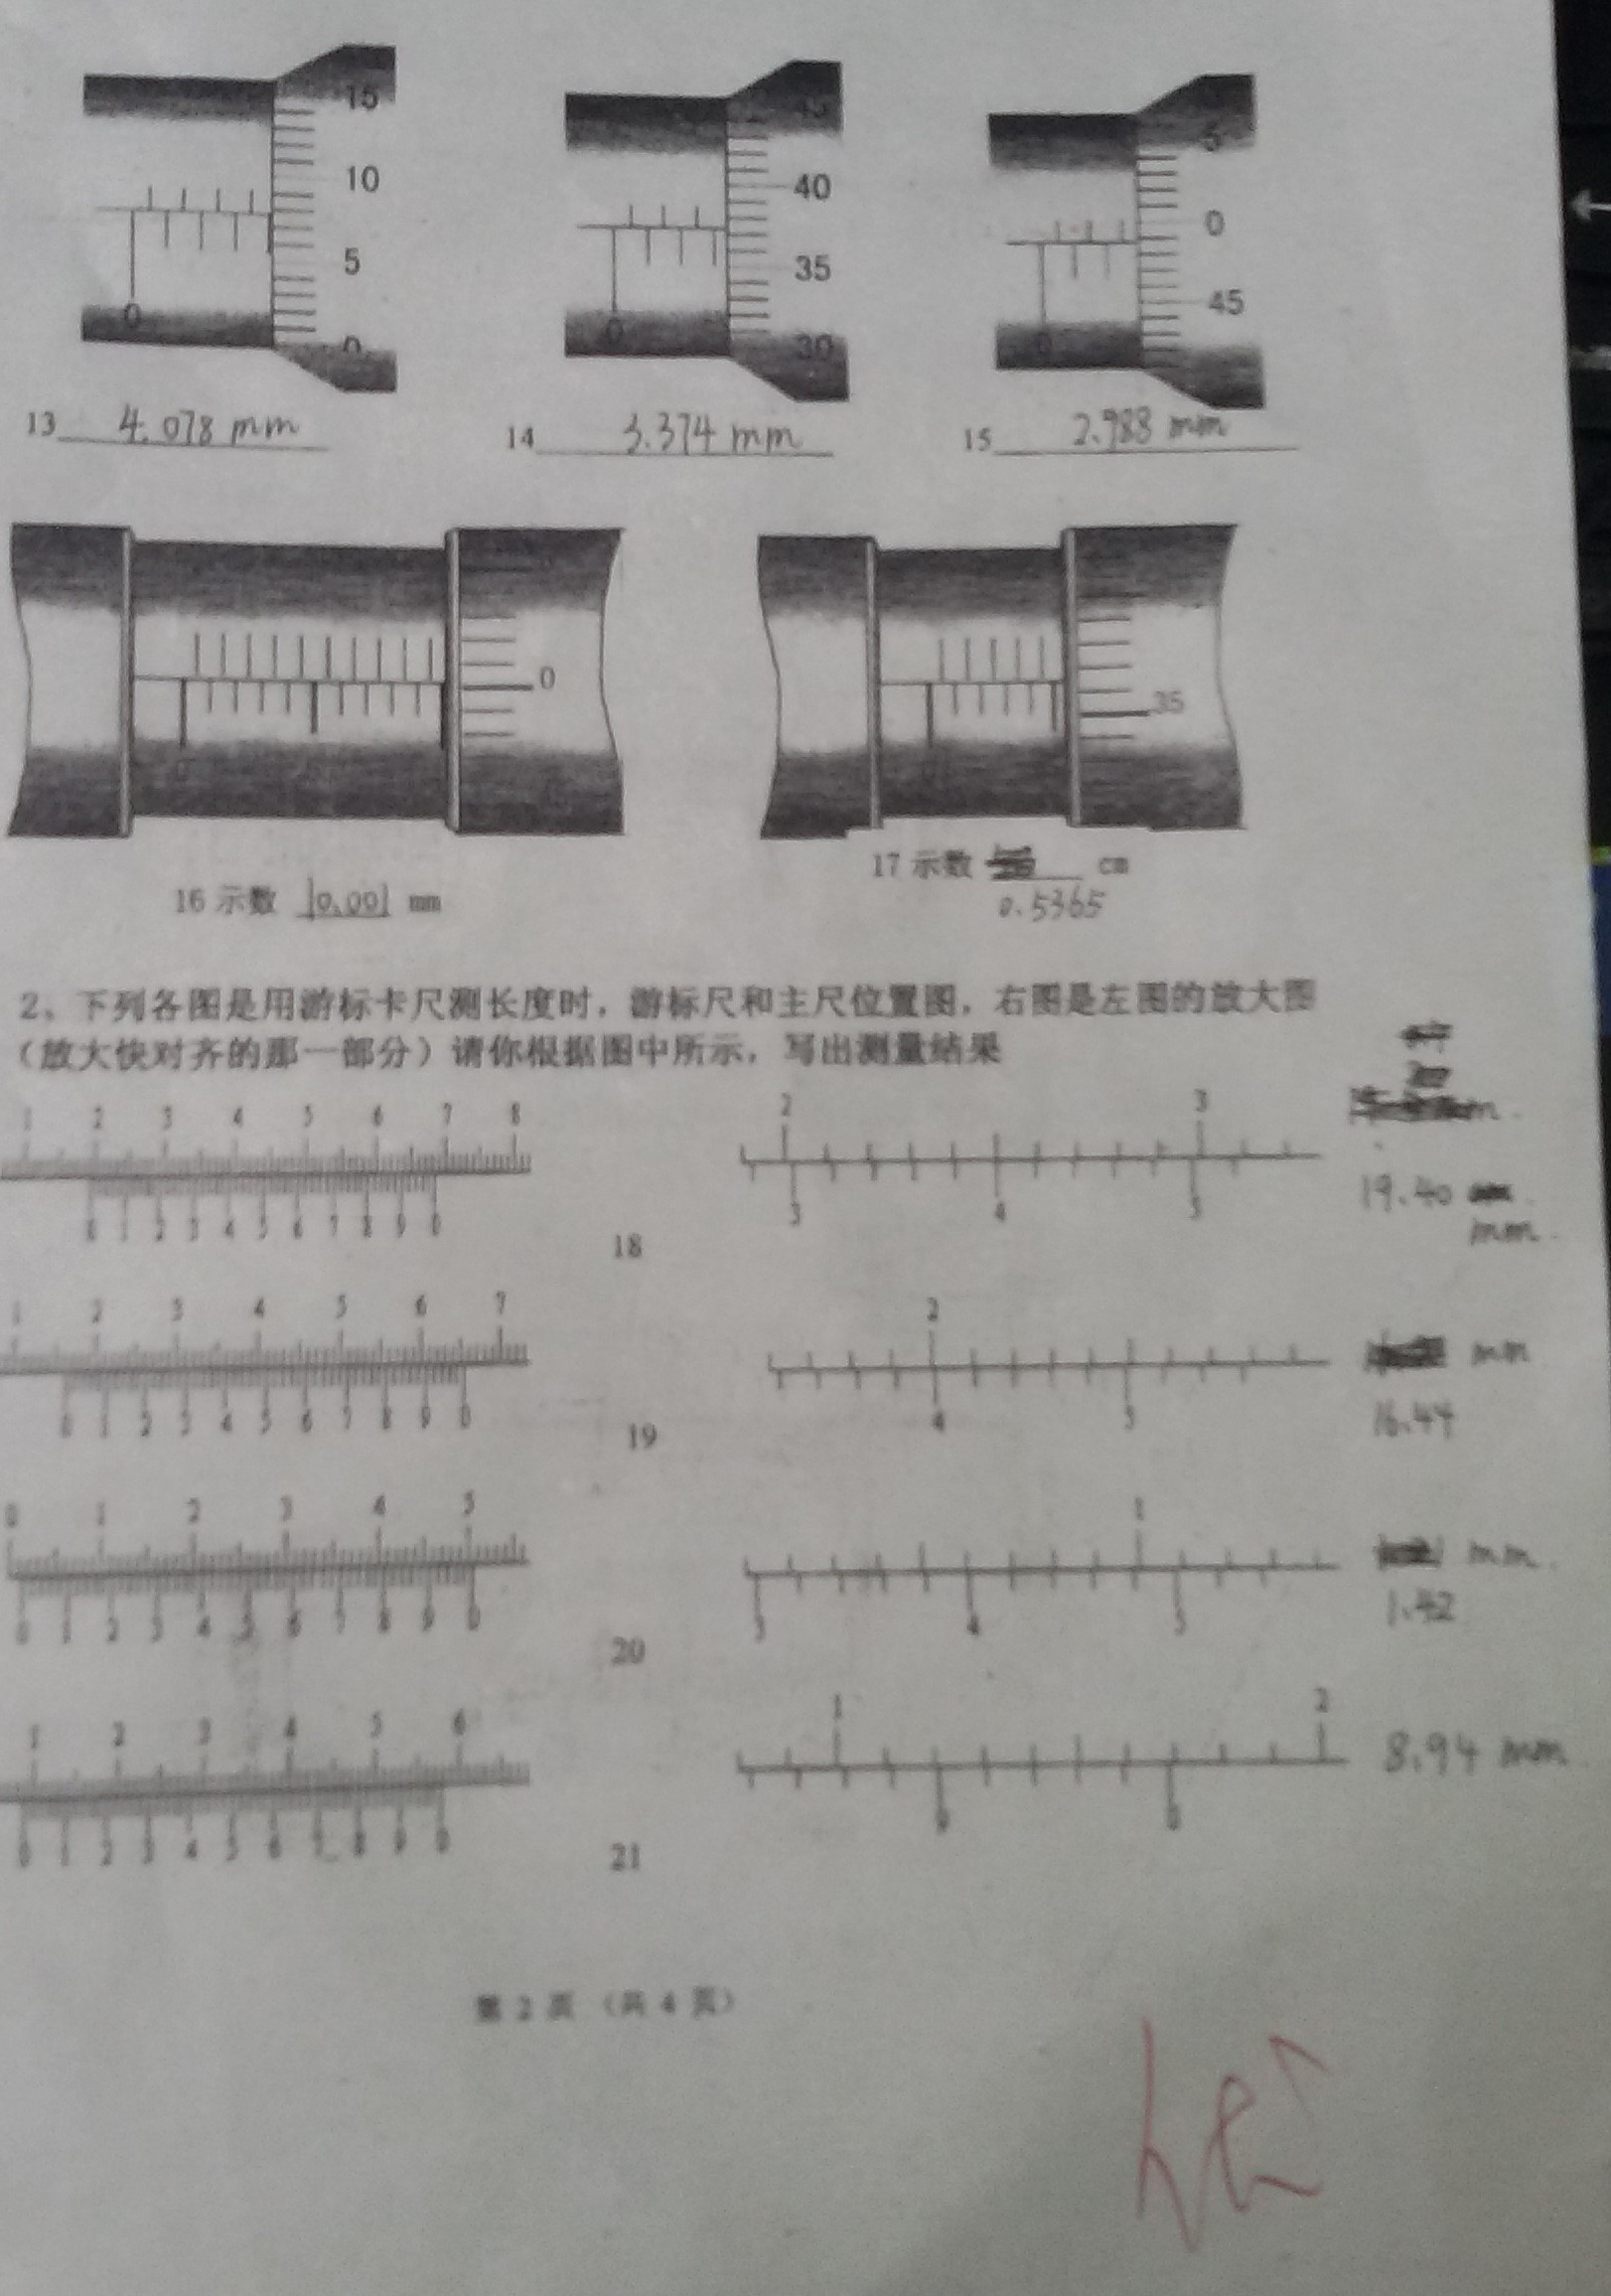 15
10
5
0
0
40
35
30
0
5
0
45
0
13 4.078 mm
14 3.374 mm
15 2.988 mm
0
0
35
0
16 示数 10.001 mm
17 示数 cm
0.5365
2、下列各图是用游标卡尺测长度时，游标尺和主尺位置图，右图是左图的放大图
（放大快对齐的那一部分）请你根据图中所示，写出测量结果
1 2 3 4 5 6 7 8
2 3
0 1 2 3 4 5 6 7 8 9 0
3 4 5
18
19.40
mm.
1 2 3 4 5 6 7
2
mm
0 1 2 3 4 5 6 7 8 9 0
4 5
19
16.44
0 1 2 3 4 5
1
mm.
0 1 2 3 4 5 6 7 8 9 0
3 4 5
20
1.42
1 2 3 4 5 6
1 2
8.94 mm
0 1 2 3 4 5 6 7 8 9 0
9 0
21
第 2 页 （共 4 页）